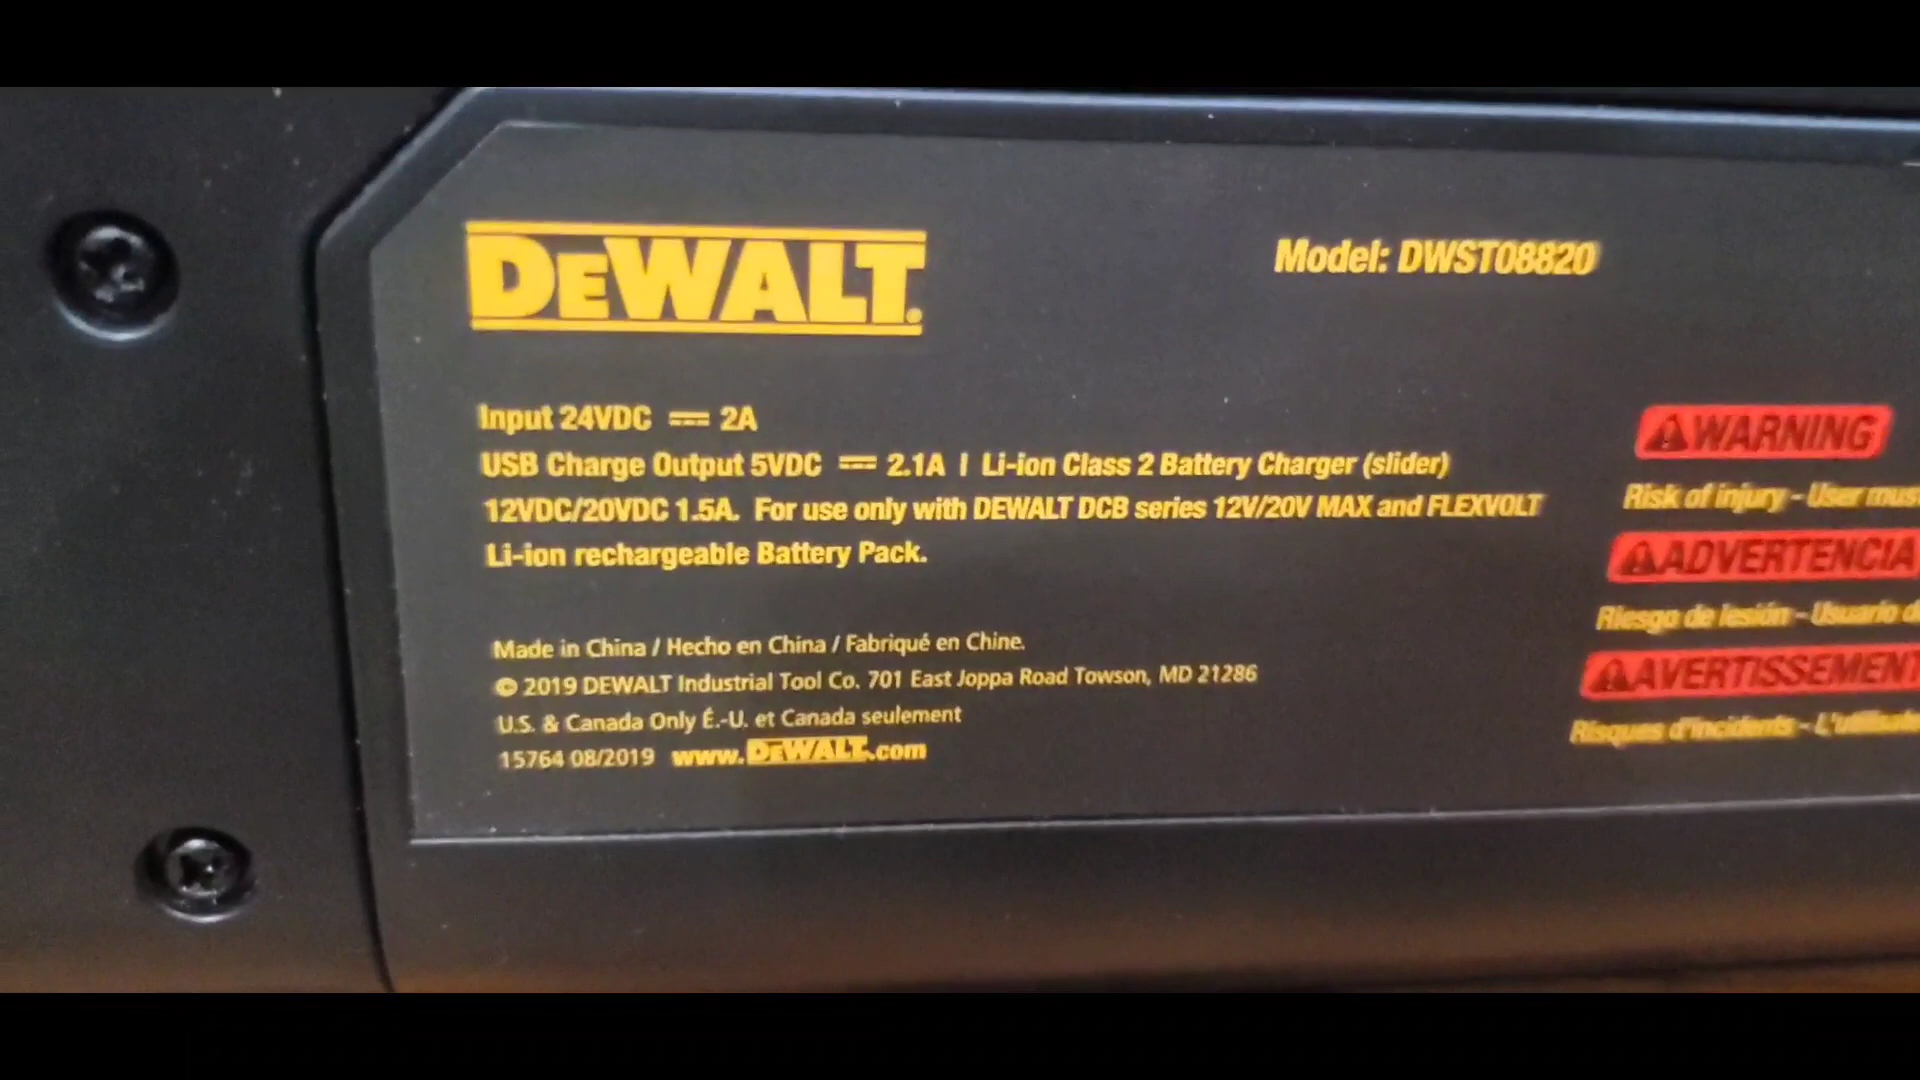 DEWALT.
Model: DWST08820
Input 24VDC ⎓ 2A
USB Charge Output 5VDC ⎓ 2.1A | Li-ion Class 2 Battery Charger (slider)
12VDC/20VDC 1.5A. For use only with DEWALT DCB series 12V/20V MAX and FLEXVOLT
Li-ion rechargeable Battery Pack.
Made in China / Hecho en China / Fabriqué en Chine.
© 2019 DEWALT Industrial Tool Co. 701 East Joppa Road Towson, MD 21286
U.S. & Canada Only É.-U. et Canada seulement
15764 08/2019 www.DEWALT.com
WARNING
Risk of injury - User must
ADVERTENCIA
Riesgo de lesión - Usuario
AVERTISSEMENT
Risques d'incidents -